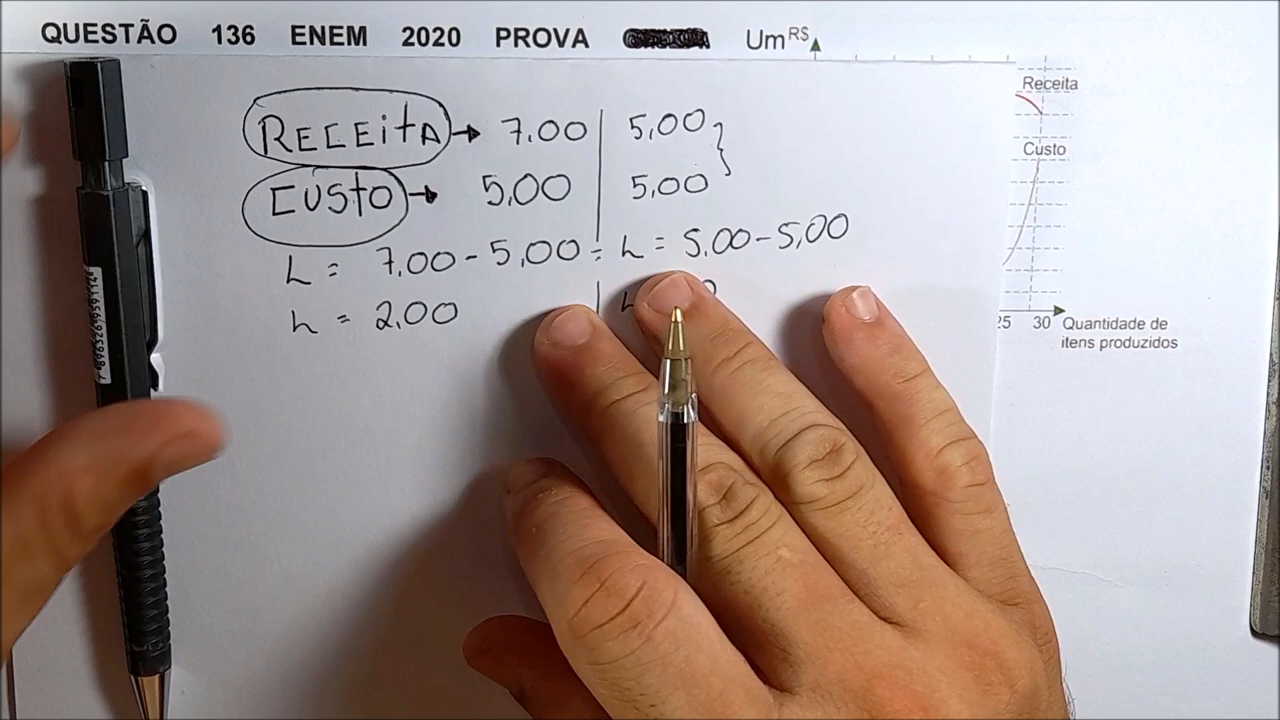 QUESTÃO 136 ENEM 2020 PROVA Um R$
Receita
Custo
25 30 Quantidade de
itens produzidos
RECEITA → 7,00 | 5,00
CUSTO → 5,00 | 5,00
L = 7,00 - 5,00 = L = 5,00 - 5,00
L = 2,00
7896326959114